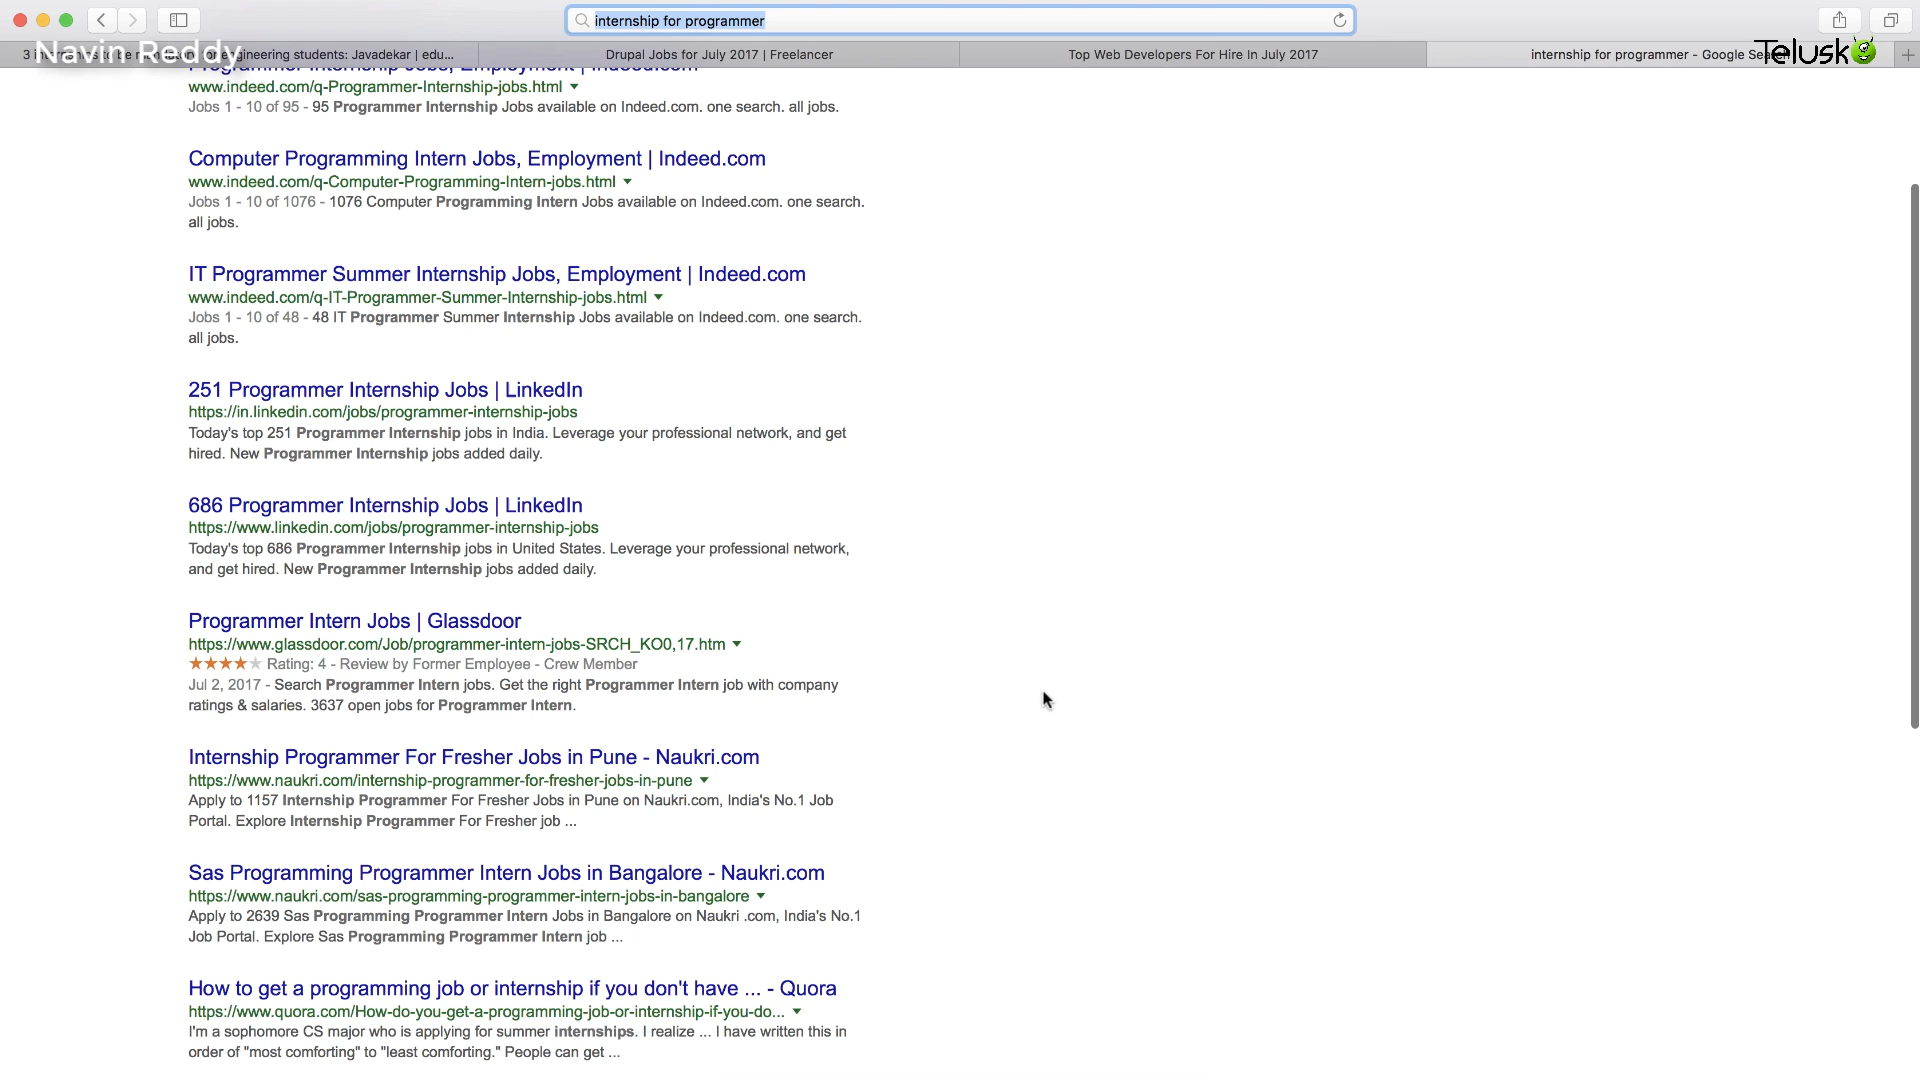 internship for programmer
Navin Reddy
Telusko
engineering students: Javadekar | edu...
Drupal Jobs for July 2017 | Freelancer
Top Web Developers For Hire In July 2017
internship for programmer - Google
Programmer Internship Jobs, Employment | Indeed.com
www.indeed.com/q-Programmer-Internship-jobs.html
Jobs 1 - 10 of 95 - 95 Programmer Internship Jobs available on Indeed.com. one search. all jobs.
Computer Programming Intern Jobs, Employment | Indeed.com
www.indeed.com/q-Computer-Programming-Intern-jobs.html
Jobs 1 - 10 of 1076 - 1076 Computer Programming Intern Jobs available on Indeed.com. one search.
all jobs.
IT Programmer Summer Internship Jobs, Employment | Indeed.com
www.indeed.com/q-IT-Programmer-Summer-Internship-jobs.html
Jobs 1 - 10 of 48 - 48 IT Programmer Summer Internship Jobs available on Indeed.com. one search.
all jobs.
251 Programmer Internship Jobs | LinkedIn
https://in.linkedin.com/jobs/programmer-internship-jobs
Today's top 251 Programmer Internship jobs in India. Leverage your professional network, and get
hired. New Programmer Internship jobs added daily.
686 Programmer Internship Jobs | LinkedIn
https://www.linkedin.com/jobs/programmer-internship-jobs
Today's top 686 Programmer Internship jobs in United States. Leverage your professional network,
and get hired. New Programmer Internship jobs added daily.
Programmer Intern Jobs | Glassdoor
https://www.glassdoor.com/Job/programmer-intern-jobs-SRCH_KO0,17.htm
Rating: 4 - Review by Former Employee - Crew Member
Jul 2, 2017 - Search Programmer Intern jobs. Get the right Programmer Intern job with company
ratings & salaries. 3637 open jobs for Programmer Intern.
Internship Programmer For Fresher Jobs in Pune - Naukri.com
https://www.naukri.com/internship-programmer-for-fresher-jobs-in-pune
Apply to 1157 Internship Programmer For Fresher Jobs in Pune on Naukri.com, India's No.1 Job
Portal. Explore Internship Programmer For Fresher job ...
Sas Programming Programmer Intern Jobs in Bangalore - Naukri.com
https://www.naukri.com/sas-programming-programmer-intern-jobs-in-bangalore
Apply to 2639 Sas Programming Programmer Intern Jobs in Bangalore on Naukri .com, India's No.1
Job Portal. Explore Sas Programming Programmer Intern job ...
How to get a programming job or internship if you don't have ... - Quora
https://www.quora.com/How-do-you-get-a-programming-job-or-internship-if-you-do...
I'm a sophomore CS major who is applying for summer internships. I realize ... I have written this in
order of "most comforting" to "least comforting." People can get ...